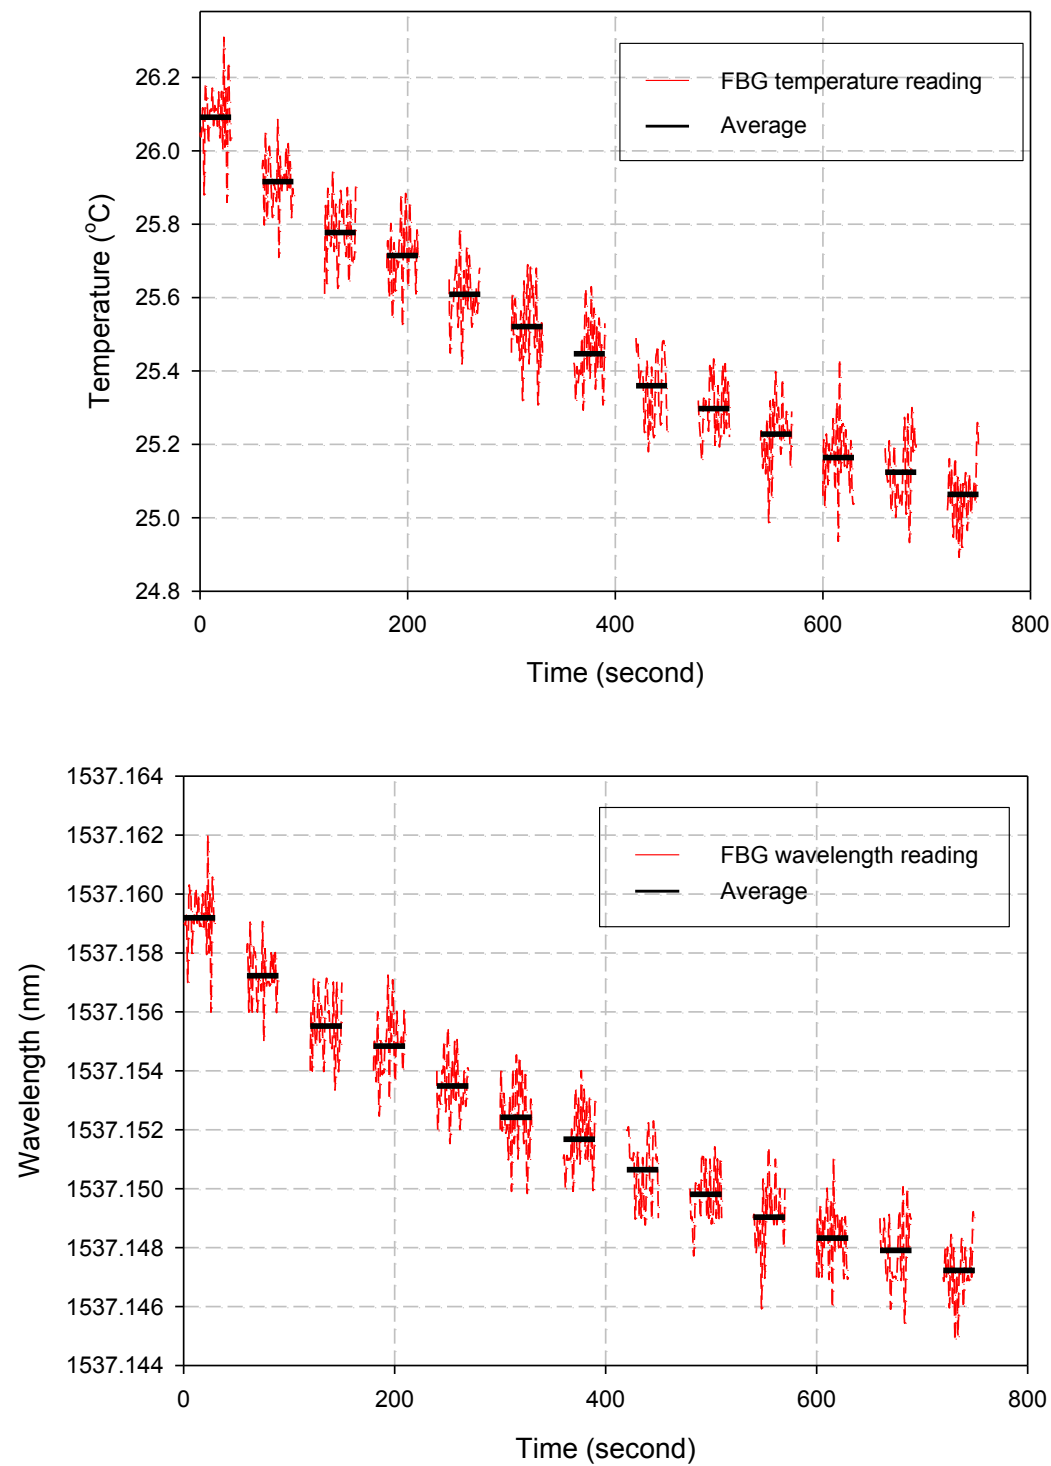 26.2
26.0
25.8
25.6
25.4
25.2
25.0
24.8
Temperature (°C)
FBG temperature reading
Average
0 200 400 600 800
Time (second)
1537.164
1537.162
1537.160
1537.158
1537.156
1537.154
1537.152
1537.150
1537.148
1537.146
1537.144
Wavelength (nm)
FBG wavelength reading
Average
0 200 400 600 800
Time (second)